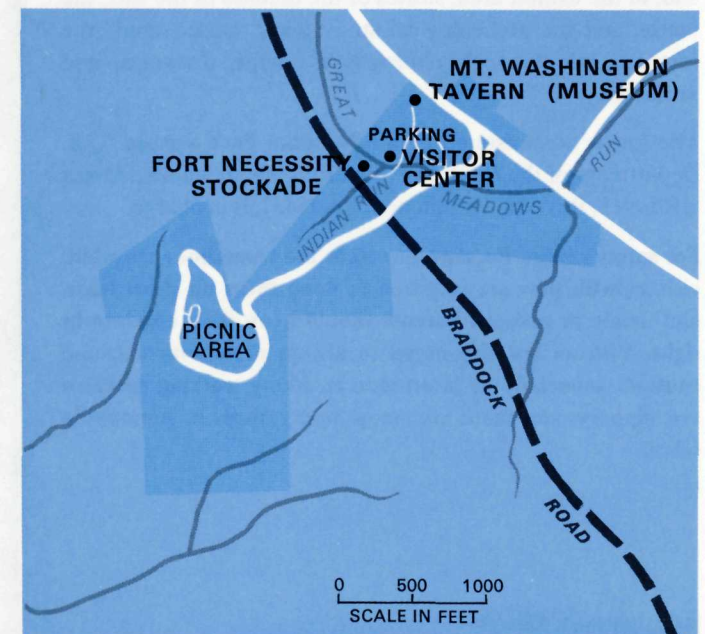 GREAT
MT. WASHINGTON
TAVERN (MUSEUM)
PARKING
FORT NECESSITY
STOCKADE
VISITOR
CENTER
RUN
INDIAN RUN
MEADOWS
PICNIC
AREA
BRADDOCK
ROAD
0 500 1000
SCALE IN FEET